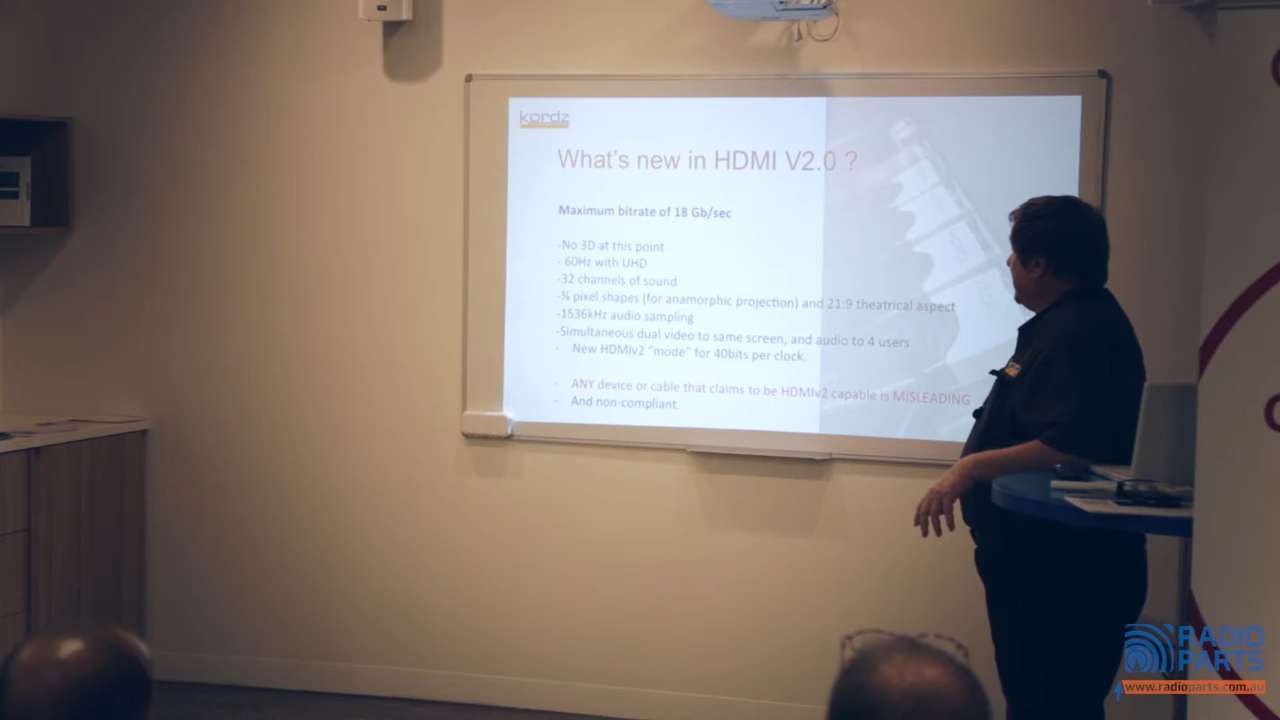 kordz
What's new in HDMI V2.0 ?
Maximum bitrate of 18 Gb/sec
-No 3D at this point
- 60Hz with UHD
-32 channels of sound
-¾ pixel shapes (for anamorphic projection) and 21:9 theatrical aspect
-1536kHz audio sampling
-Simultaneous dual video to same screen, and audio to 4 users
- New HDMIv2 "mode" for 40bits per clock.
- ANY device or cable that claims to be HDMIv2 capable is MISLEADING
- And non-compliant.
RADIO
PARTS
www.radioparts.com.au